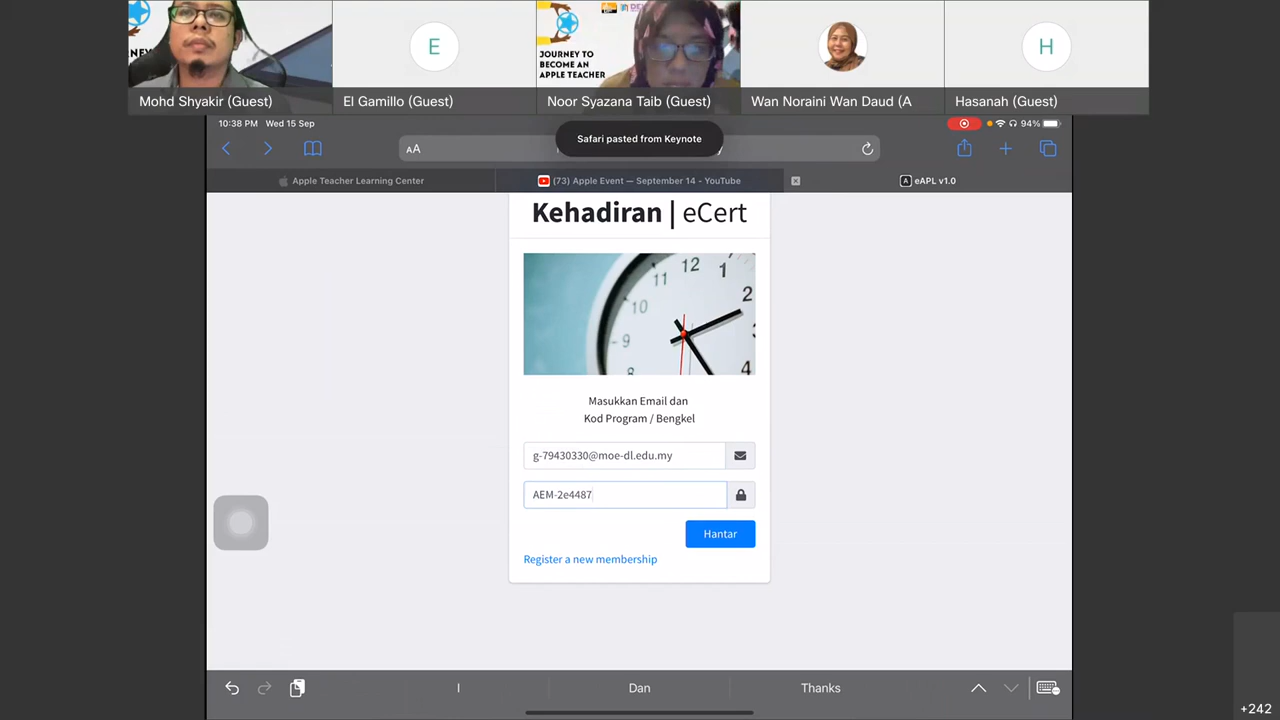 JOURNEY TO
BECOME AN
APPLE TEACHER
Mohd Shyakir (Guest)
E
El Gamillo (Guest)
Noor Syazana Taib (Guest)
Wan Noraini Wan Daud (A
H
Hasanah (Guest)
10:38 PM Wed 15 Sep
94%
AA
Safari pasted from Keynote
Apple Teacher Learning Center
(73) Apple Event — September 14 - YouTube
A eAPL v1.0
Kehadiran | eCert
12
11
1
10
2
9
8
4
Masukkan Email dan
Kod Program / Bengkel
g-79430330@moe-dl.edu.my
AEM-2e4487
Hantar
Register a new membership
I
Dan
Thanks
+242